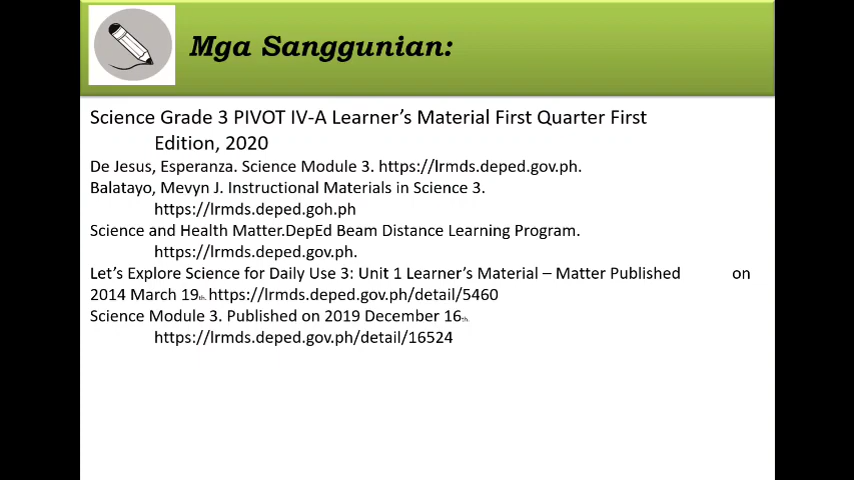 Mga Sanggunian:
Science Grade 3 PIVOT IV-A Learner's Material First Quarter First
Edition, 2020
De Jesus, Esperanza. Science Module 3. https://lrmds.deped.gov.ph.
Balatayo, Mevyn J. Instructional Materials in Science 3.
https://lrmds.deped.goh.ph
Science and Health Matter.DepEd Beam Distance Learning Program.
https://lrmds.deped.gov.ph.
Let's Explore Science for Daily Use 3: Unit 1 Learner's Material – Matter Published on
2014 March 19th. https://lrmds.deped.gov.ph/detail/5460
Science Module 3. Published on 2019 December 16th.
https://lrmds.deped.gov.ph/detail/16524